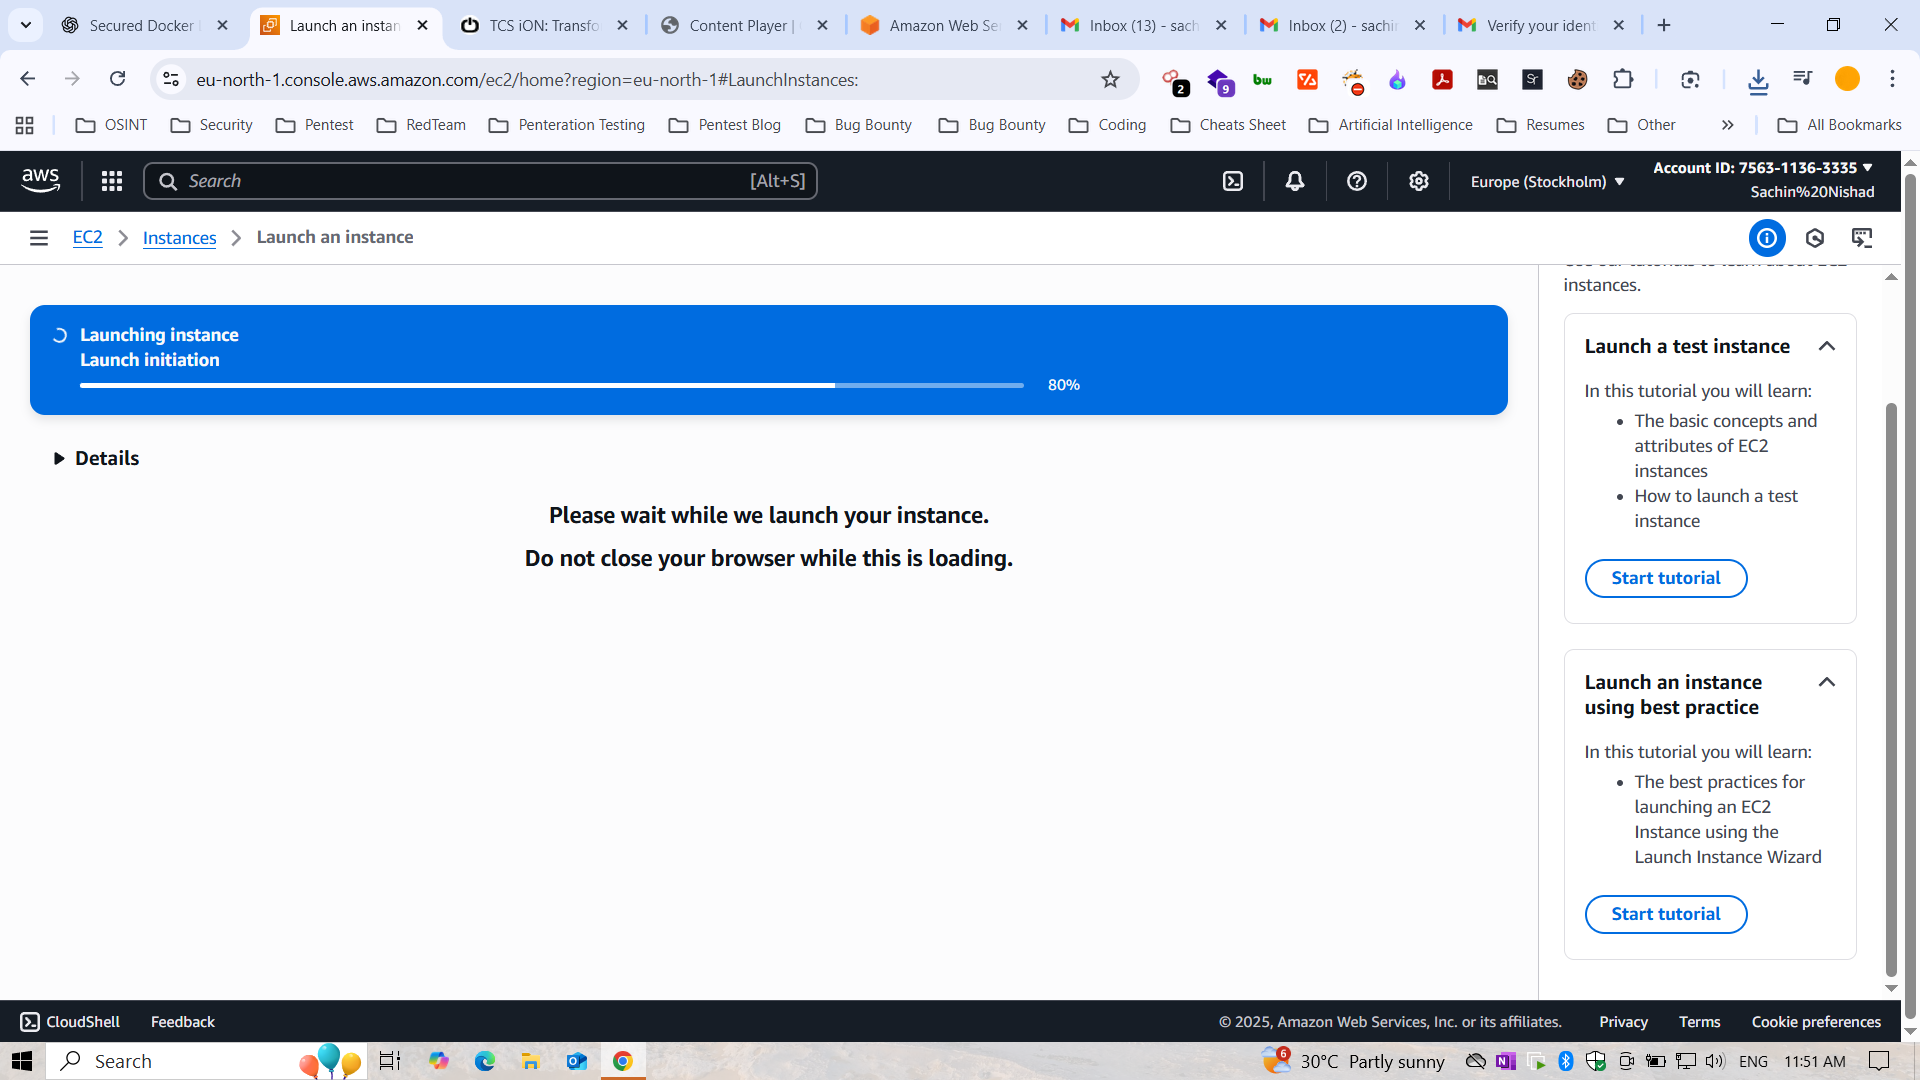 Secured Docker
Launch an instan
TCS iON: Transfo
Content Player |
Amazon Web Se
Inbox (13) - sach
Inbox (2) - sachin
Verify your ident
eu-north-1.console.aws.amazon.com/ec2/home?region=eu-north-1#LaunchInstances:
2
9
bw
Sr
OSINT
Security
Pentest
RedTeam
Penteration Testing
Pentest Blog
Bug Bounty
Bug Bounty
Coding
Cheats Sheet
Artificial Intelligence
Resumes
Other
All Bookmarks
aws
Search
[Alt+S]
Europe (Stockholm)
Account ID: 7563-1136-3335
Sachin%20Nishad
EC2
Instances
Launch an instance
Launching instance
Launch initiation
80%
Details
Please wait while we launch your instance.
Do not close your browser while this is loading.
instances.
Launch a test instance
In this tutorial you will learn:
• The basic concepts and
attributes of EC2
instances
• How to launch a test
instance
Start tutorial
Launch an instance
using best practice
In this tutorial you will learn:
• The best practices for
launching an EC2
Instance using the
Launch Instance Wizard
Start tutorial
CloudShell
Feedback
© 2025, Amazon Web Services, Inc. or its affiliates.
Privacy
Terms
Cookie preferences
Search
6
30°C Partly sunny
ENG
11:51 AM